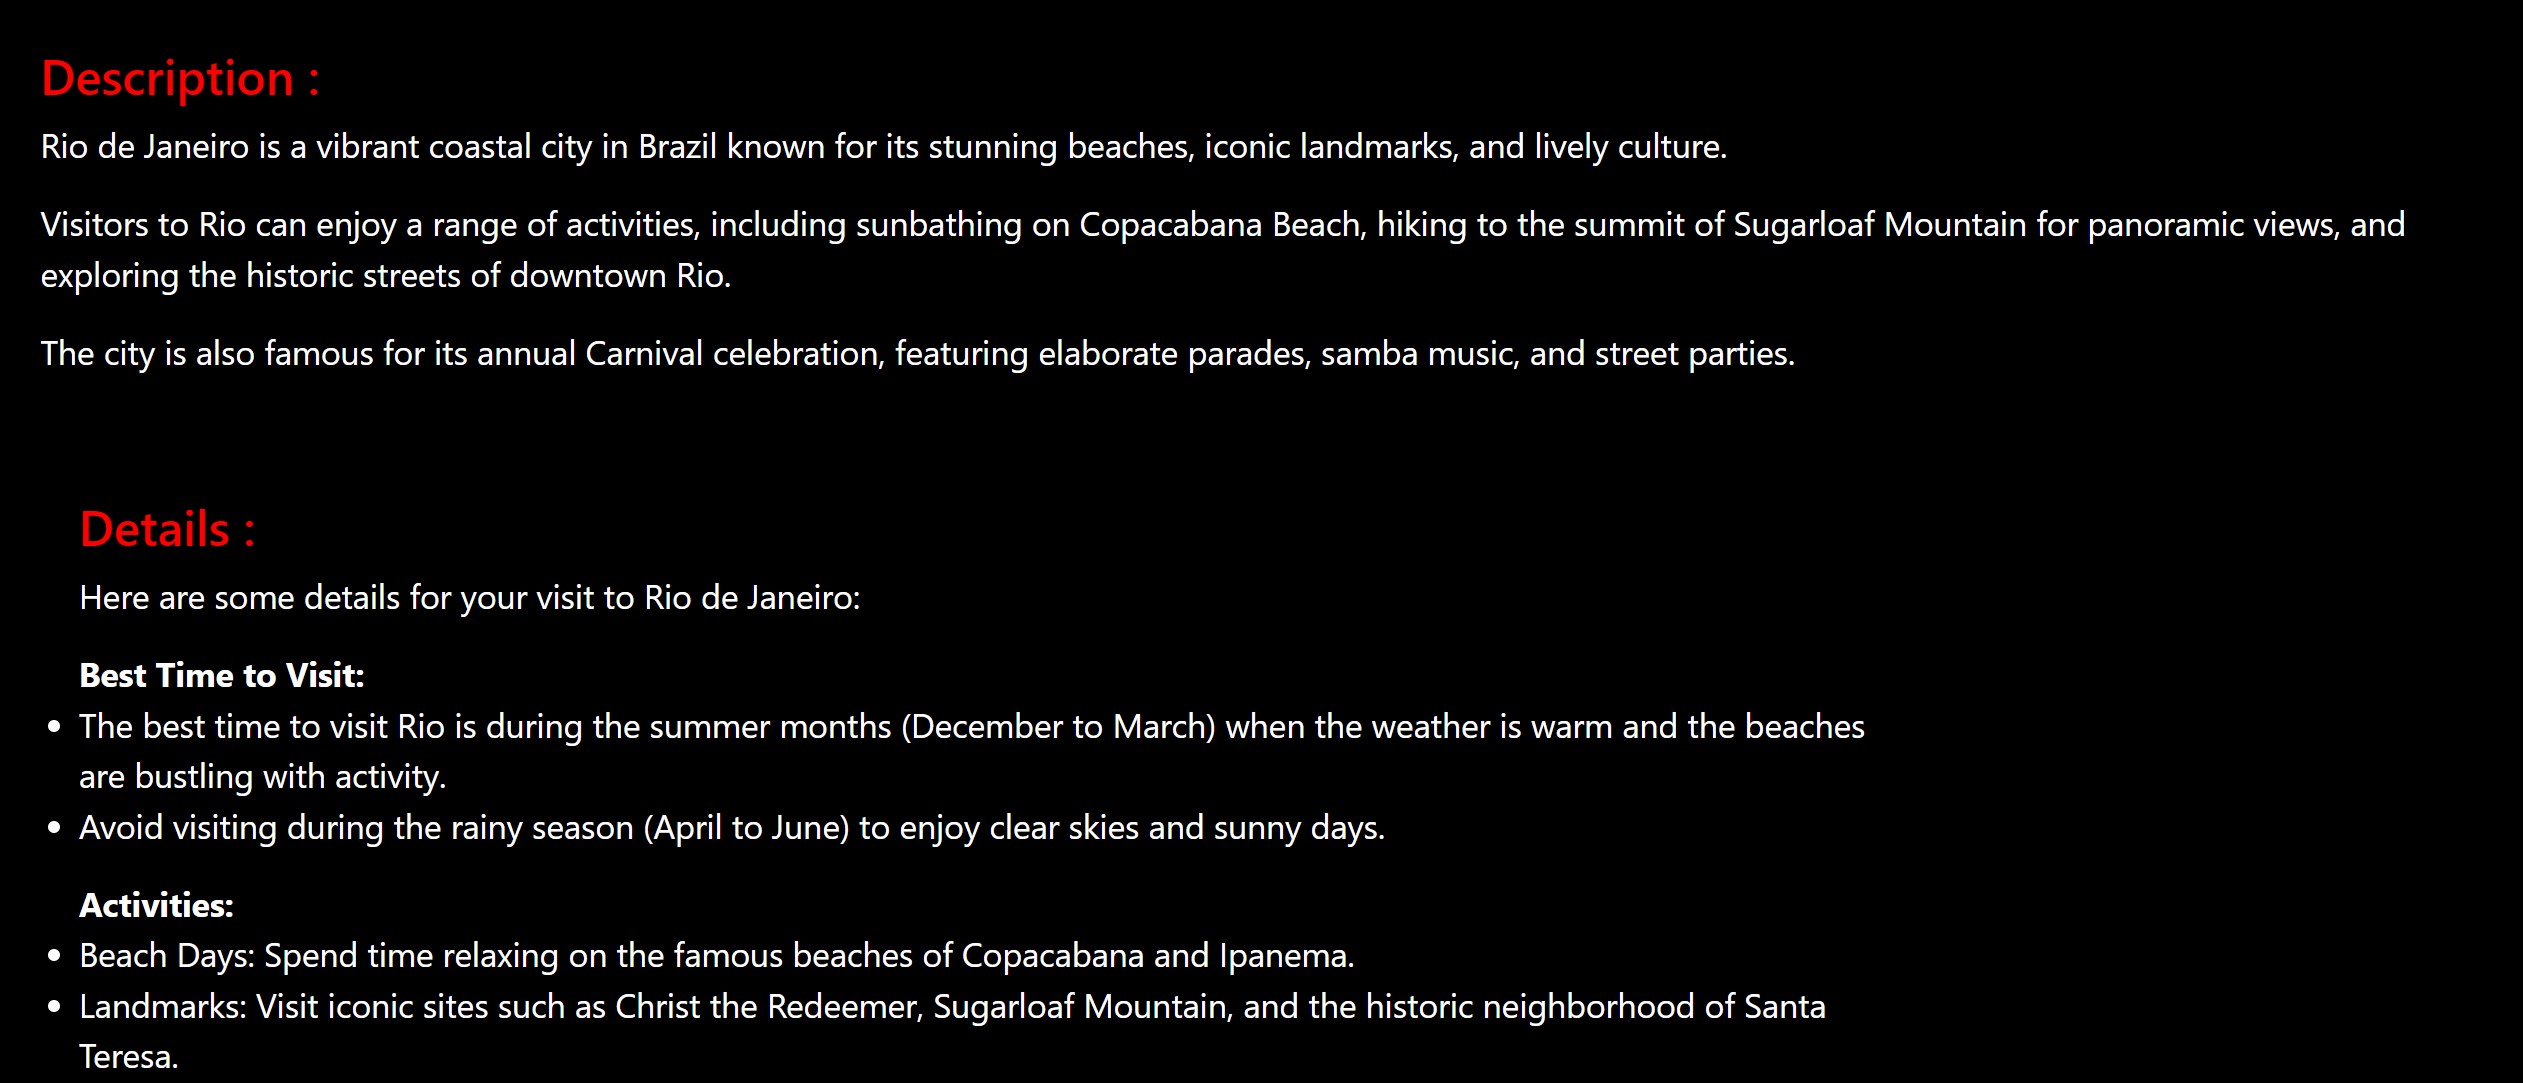 Description :
Rio de Janeiro is a vibrant coastal city in Brazil known for its stunning beaches, iconic landmarks, and lively culture.
Visitors to Rio can enjoy a range of activities, including sunbathing on Copacabana Beach, hiking to the summit of Sugarloaf Mountain for panoramic views, and
exploring the historic streets of downtown Rio.
The city is also famous for its annual Carnival celebration, featuring elaborate parades, samba music, and street parties.
Details :
Here are some details for your visit to Rio de Janeiro:
Best Time to Visit:
• The best time to visit Rio is during the summer months (December to March) when the weather is warm and the beaches
are bustling with activity.
• Avoid visiting during the rainy season (April to June) to enjoy clear skies and sunny days.
Activities:
• Beach Days: Spend time relaxing on the famous beaches of Copacabana and Ipanema.
• Landmarks: Visit iconic sites such as Christ the Redeemer, Sugarloaf Mountain, and the historic neighborhood of Santa
Teresa.